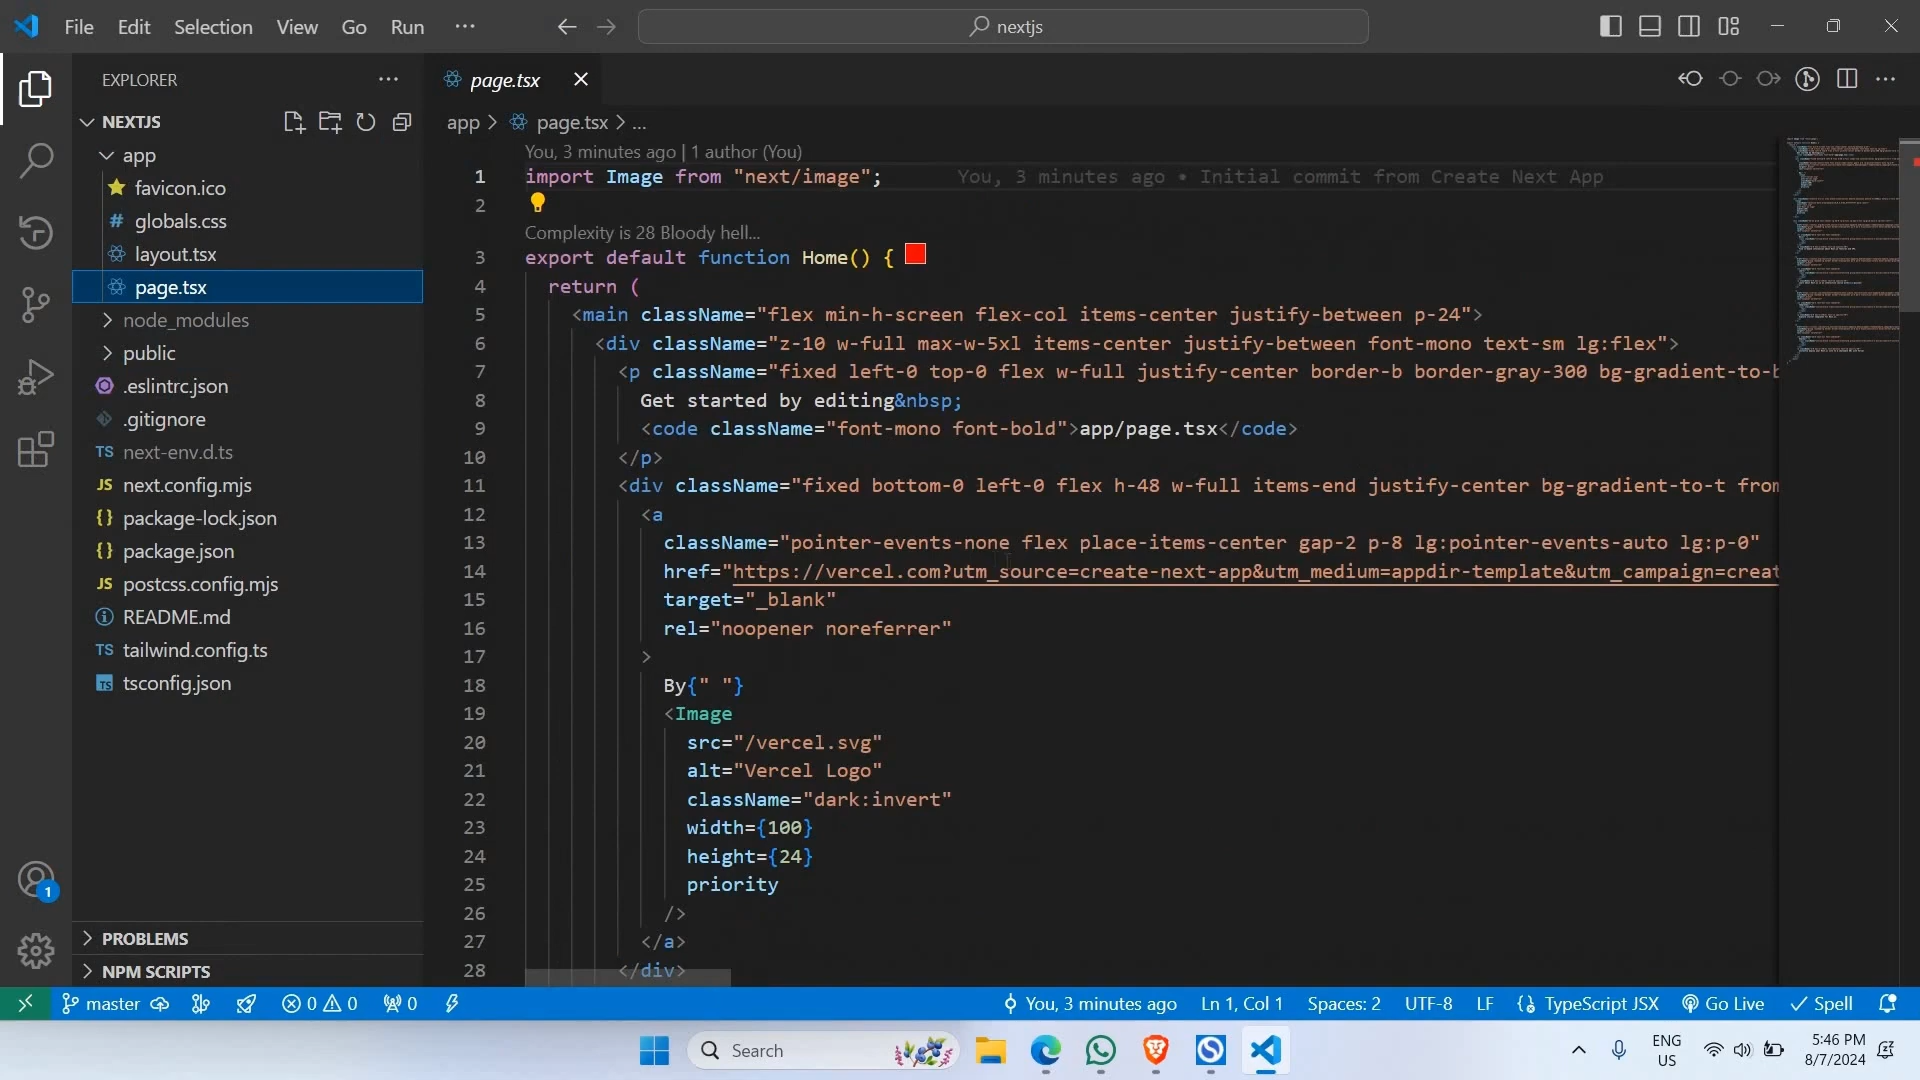 File Edit Selection View Go Run ···
nextjs
EXPLORER
NEXTJS
app
favicon.ico
# globals.css
layout.tsx
page.tsx
node_modules
public
.eslintrc.json
.gitignore
TS next-env.d.ts
JS next.config.mjs
{} package-lock.json
{} package.json
JS postcss.config.mjs
README.md
TS tailwind.config.ts
TS tsconfig.json
PROBLEMS
NPM SCRIPTS
1
page.tsx
app > page.tsx > ...
You, 3 minutes ago | 1 author (You)
1 import Image from "next/image"; You, 3 minutes ago • Initial commit from Create Next App
2
Complexity is 28 Bloody hell...
3 export default function Home() {
4 return (
5 <main className="flex min-h-screen flex-col items-center justify-between p-24">
6 <div className="z-10 w-full max-w-5xl items-center justify-between font-mono text-sm lg:flex">
7 <p className="fixed left-0 top-0 flex w-full justify-center border-b border-gray-300 bg-gradient-to-b
8 Get started by editing&nbsp;
9 <code className="font-mono font-bold">app/page.tsx</code>
10 </p>
11 <div className="fixed bottom-0 left-0 flex h-48 w-full items-end justify-center bg-gradient-to-t from
12 <a
13 className="pointer-events-none flex place-items-center gap-2 p-8 lg:pointer-events-auto lg:p-0"
14 href="https://vercel.com?utm_source=create-next-app&utm_medium=appdir-template&utm_campaign=creat
15 target="_blank"
16 rel="noopener noreferrer"
17 >
18 By{" "}
19 <Image
20 src="/vercel.svg"
21 alt="Vercel Logo"
22 className="dark:invert"
23 width={100}
24 height={24}
25 priority
26 />
27 </a>
28 </div>
master 0 0 0 You, 3 minutes ago Ln 1, Col 1 Spaces: 2 UTF-8 LF TypeScript JSX Go Live Spell
Search
ENG
US
5:46 PM
8/7/2024